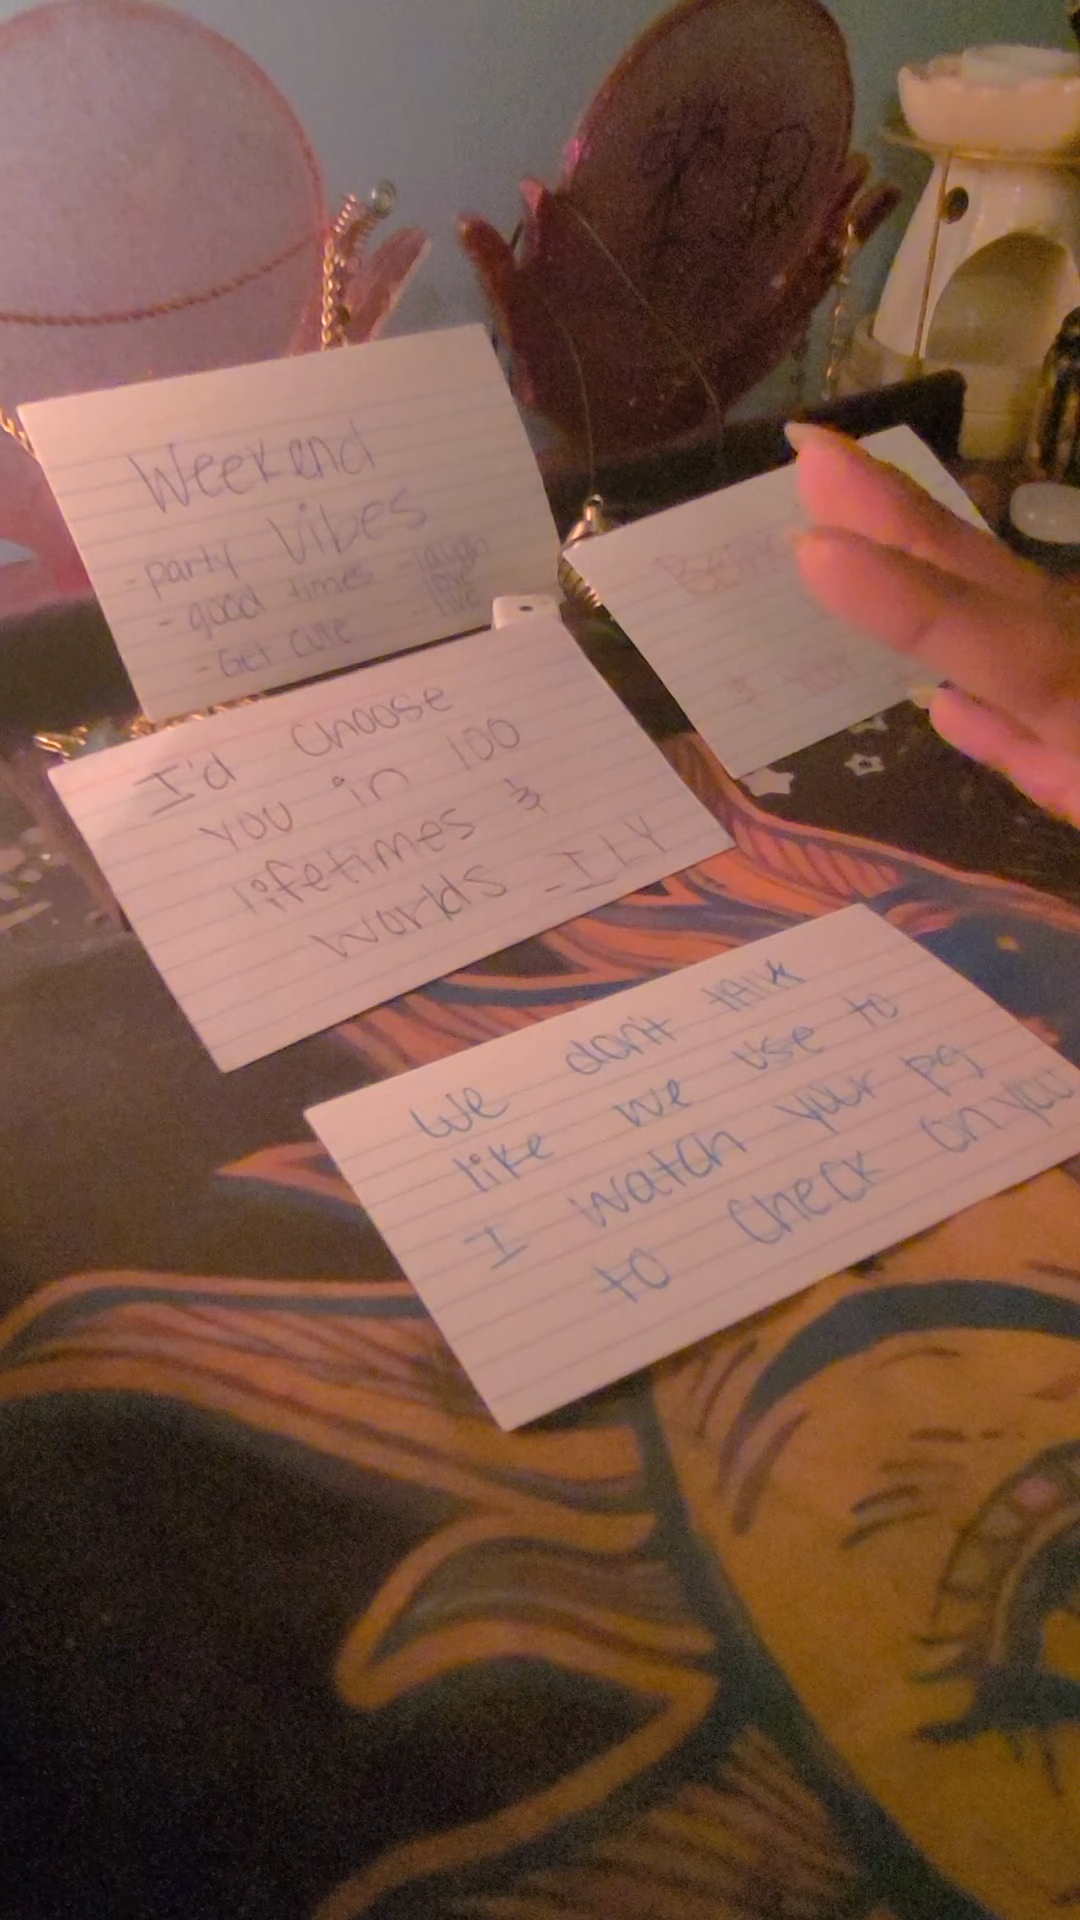 Weekend
Vibes
- party
- good times
- Get cute
- laugh
love
- live
I'd choose
you in 100
lifetimes &
worlds - ILY
Being
& 
We don't talk
like we use to
I watch your pg
to check on you